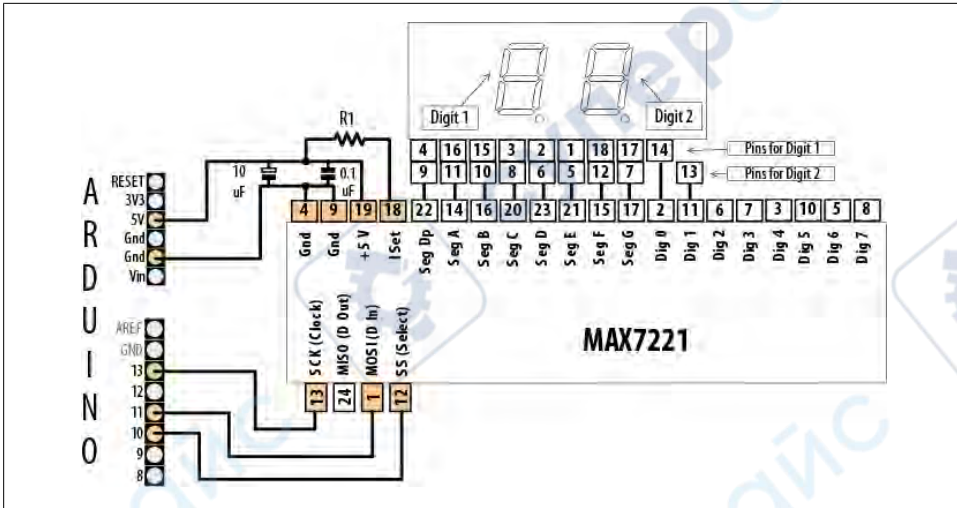 Digit 1
Digit 2
R1
4 16 15 3 2 1 18 17 14
Pins for Digit 1
9 11 10 8 6 5 12 7 13
Pins for Digit 2
10 uF
0.1 uF
ARDUINO
RESET
3V3
5V
Gnd
Gnd
Vin
AREF
GND
13
12
11
10
9
8
4 9 19 18 22 14 16 20 23 21 15 17 2 11 6 7 3 10 5 8
Gnd
Gnd
+5 V
ISet
Seg Dp
Seg A
Seg B
Seg C
Seg D
Seg E
Seg F
Seg G
Dig 0
Dig 1
Dig 2
Dig 3
Dig 4
Dig 5
Dig 6
Dig 7
MAX7221
SCK (Clock)
MISO (D Out)
MOSI (D In)
SS (Select)
13 24 1 12